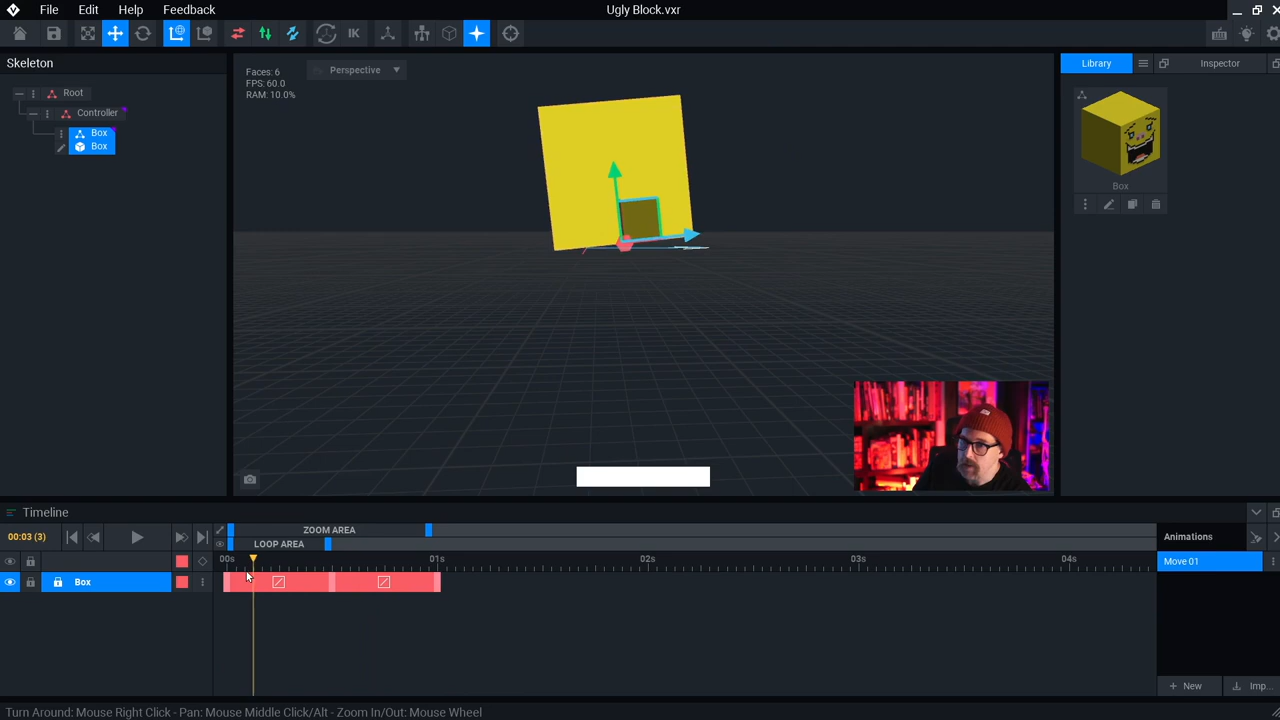 File Edit Help Feedback
Ugly Block.vxr
IK
Skeleton
Faces: 6
FPS: 60.0
RAM: 10.0%
Perspective
Library
Inspector
Root
Controller
Box
Box
Box
Timeline
00:03 (3)
ZOOM AREA
LOOP AREA
00s 01s 02s 03s 04s
Box
Animations
Move 01
+ New
Imp...
Turn Around: Mouse Right Click - Pan: Mouse Middle Click/Alt - Zoom In/Out: Mouse Wheel